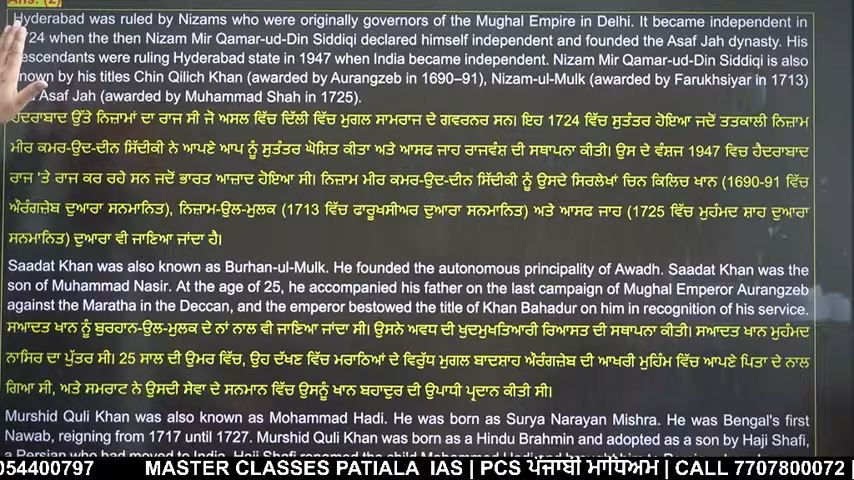 Ans. (2)
Hyderabad was ruled by Nizams who were originally governors of the Mughal Empire in Delhi. It became independent in
when the then Nizam Mir Qamar-ud-Din Siddiqi declared himself independent and founded the Asaf Jah dynasty. His
descendants were ruling Hyderabad state in 1947 when India became independent. Nizam Mir Qamar-ud-Din Siddiqi is also
known by his titles Chin Qilich Khan (awarded by Aurangzeb in 1690–91), Nizam-ul-Mulk (awarded by Farukhsiyar in 1713)
Asaf Jah (awarded by Muhammad Shah in 1725).
ਹੈਦਰਾਬਾਦ ਉੱਤੇ ਨਿਜ਼ਾਮਾਂ ਦਾ ਰਾਜ ਸੀ ਜੋ ਅਸਲ ਵਿੱਚ ਦਿੱਲੀ ਵਿੱਚ ਮੁਗਲ ਸਾਮਰਾਜ ਦੇ ਗਵਰਨਰ ਸਨ। ਇਹ 1724 ਵਿੱਚ ਸੁਤੰਤਰ ਹੋਇਆ ਜਦੋਂ ਤਤਕਾਲੀ ਨਿਜ਼ਾਮ
ਮੀਰ ਕਮਰ-ਉਦ-ਦੀਨ ਸਿੱਦੀਕੀ ਨੇ ਆਪਣੇ ਆਪ ਨੂੰ ਸੁਤੰਤਰ ਘੋਸ਼ਿਤ ਕੀਤਾ ਅਤੇ ਆਸਫ ਜਾਹ ਰਾਜਵੰਸ਼ ਦੀ ਸਥਾਪਨਾ ਕੀਤੀ। ਉਸ ਦੇ ਵੰਸ਼ਜ 1947 ਵਿਚ ਹੈਦਰਾਬਾਦ
ਰਾਜ 'ਤੇ ਰਾਜ ਕਰ ਰਹੇ ਸਨ ਜਦੋਂ ਭਾਰਤ ਆਜ਼ਾਦ ਹੋਇਆ ਸੀ। ਨਿਜ਼ਾਮ ਮੀਰ ਕਮਰ-ਉਦ-ਦੀਨ ਸਿੱਦੀਕੀ ਨੂੰ ਉਸਦੇ ਸਿਰਲੇਖਾਂ ਚਿਨ ਕਿਲਿਚ ਖਾਨ (1690-91 ਵਿੱਚ
ਔਰੰਗਜ਼ੇਬ ਦੁਆਰਾ ਸਨਮਾਨਿਤ), ਨਿਜ਼ਾਮ-ਉਲ-ਮੁਲਕ (1713 ਵਿੱਚ ਫਾਰੂਖਸੀਅਰ ਦੁਆਰਾ ਸਨਮਾਨਿਤ) ਅਤੇ ਆਸਫ ਜਾਹ (1725 ਵਿੱਚ ਮੁਹੰਮਦ ਸ਼ਾਹ ਦੁਆਰਾ
ਸਨਮਾਨਿਤ) ਦੁਆਰਾ ਵੀ ਜਾਣਿਆ ਜਾਂਦਾ ਹੈ।
Saadat Khan was also known as Burhan-ul-Mulk. He founded the autonomous principality of Awadh. Saadat Khan was the
son of Muhammad Nasir. At the age of 25, he accompanied his father on the last campaign of Mughal Emperor Aurangzeb
against the Maratha in the Deccan, and the emperor bestowed the title of Khan Bahadur on him in recognition of his service.
ਸਆਦਤ ਖਾਨ ਨੂੰ ਬੁਰਹਾਨ-ਉਲ-ਮੁਲਕ ਦੇ ਨਾਂ ਨਾਲ ਵੀ ਜਾਣਿਆ ਜਾਂਦਾ ਸੀ। ਉਸਨੇ ਅਵਧ ਦੀ ਖੁਦਮੁਖਤਿਆਰੀ ਰਿਆਸਤ ਦੀ ਸਥਾਪਨਾ ਕੀਤੀ। ਸਆਦਤ ਖਾਨ ਮੁਹੰਮਦ
ਨਾਸਿਰ ਦਾ ਪੁੱਤਰ ਸੀ। 25 ਸਾਲ ਦੀ ਉਮਰ ਵਿੱਚ, ਉਹ ਦੱਖਣ ਵਿੱਚ ਮਰਾਠਿਆਂ ਦੇ ਵਿਰੁੱਧ ਮੁਗਲ ਬਾਦਸ਼ਾਹ ਔਰੰਗਜ਼ੇਬ ਦੀ ਆਖਰੀ ਮੁਹਿੰਮ ਵਿੱਚ ਆਪਣੇ ਪਿਤਾ ਦੇ ਨਾਲ
ਗਿਆ ਸੀ, ਅਤੇ ਸਮਰਾਟ ਨੇ ਉਸਦੀ ਸੇਵਾ ਦੇ ਸਨਮਾਨ ਵਿੱਚ ਉਸਨੂੰ ਖਾਨ ਬਹਾਦੁਰ ਦੀ ਉਪਾਧੀ ਪ੍ਰਦਾਨ ਕੀਤੀ ਸੀ।
Murshid Quli Khan was also known as Mohammad Hadi. He was born as Surya Narayan Mishra. He was Bengal's first
Nawab, reigning from 1717 until 1727. Murshid Quli Khan was born as a Hindu Brahmin and adopted as a son by Haji Shafi,
a Persian who had moved to India. Haji Shafi renamed the child Mohammad Hadi and brought him to
054400797 MASTER CLASSES PATIALA IAS | PCS ਪੰਜਾਬੀ ਮਾਧਿਅਮ | CALL 7707800072 |